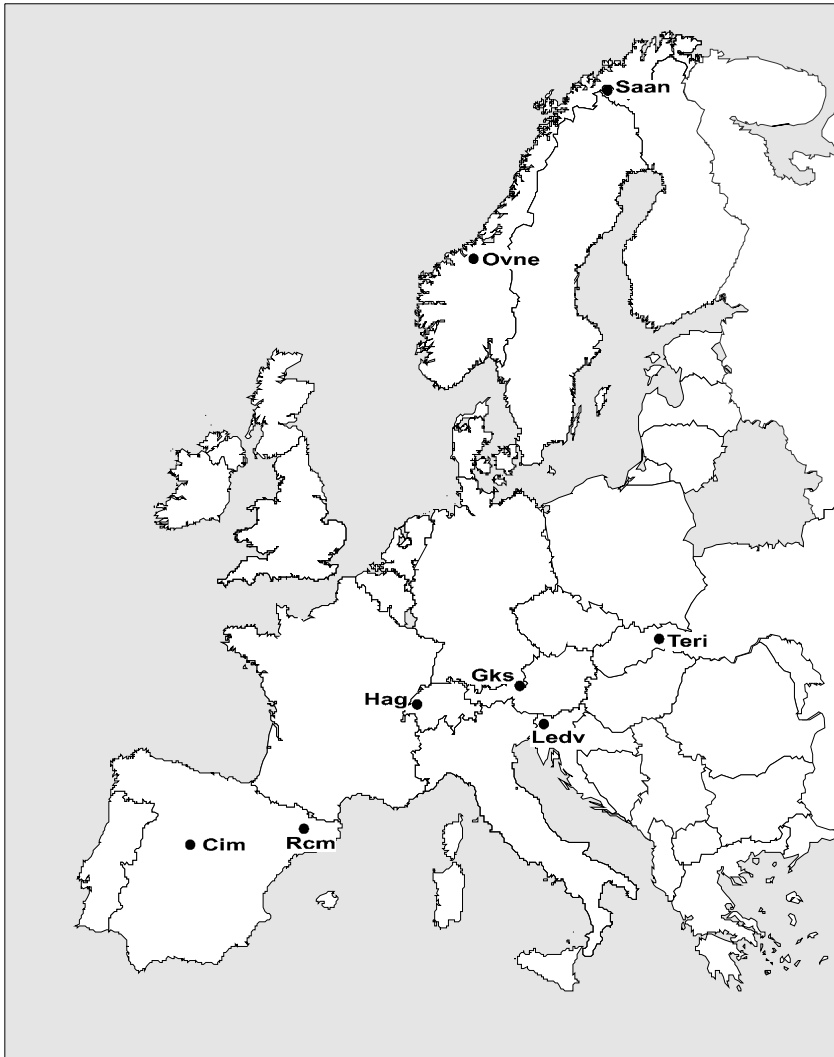 Saan
Ovne
Teri
Gks
Hag
Ledv
Rcm
Cim